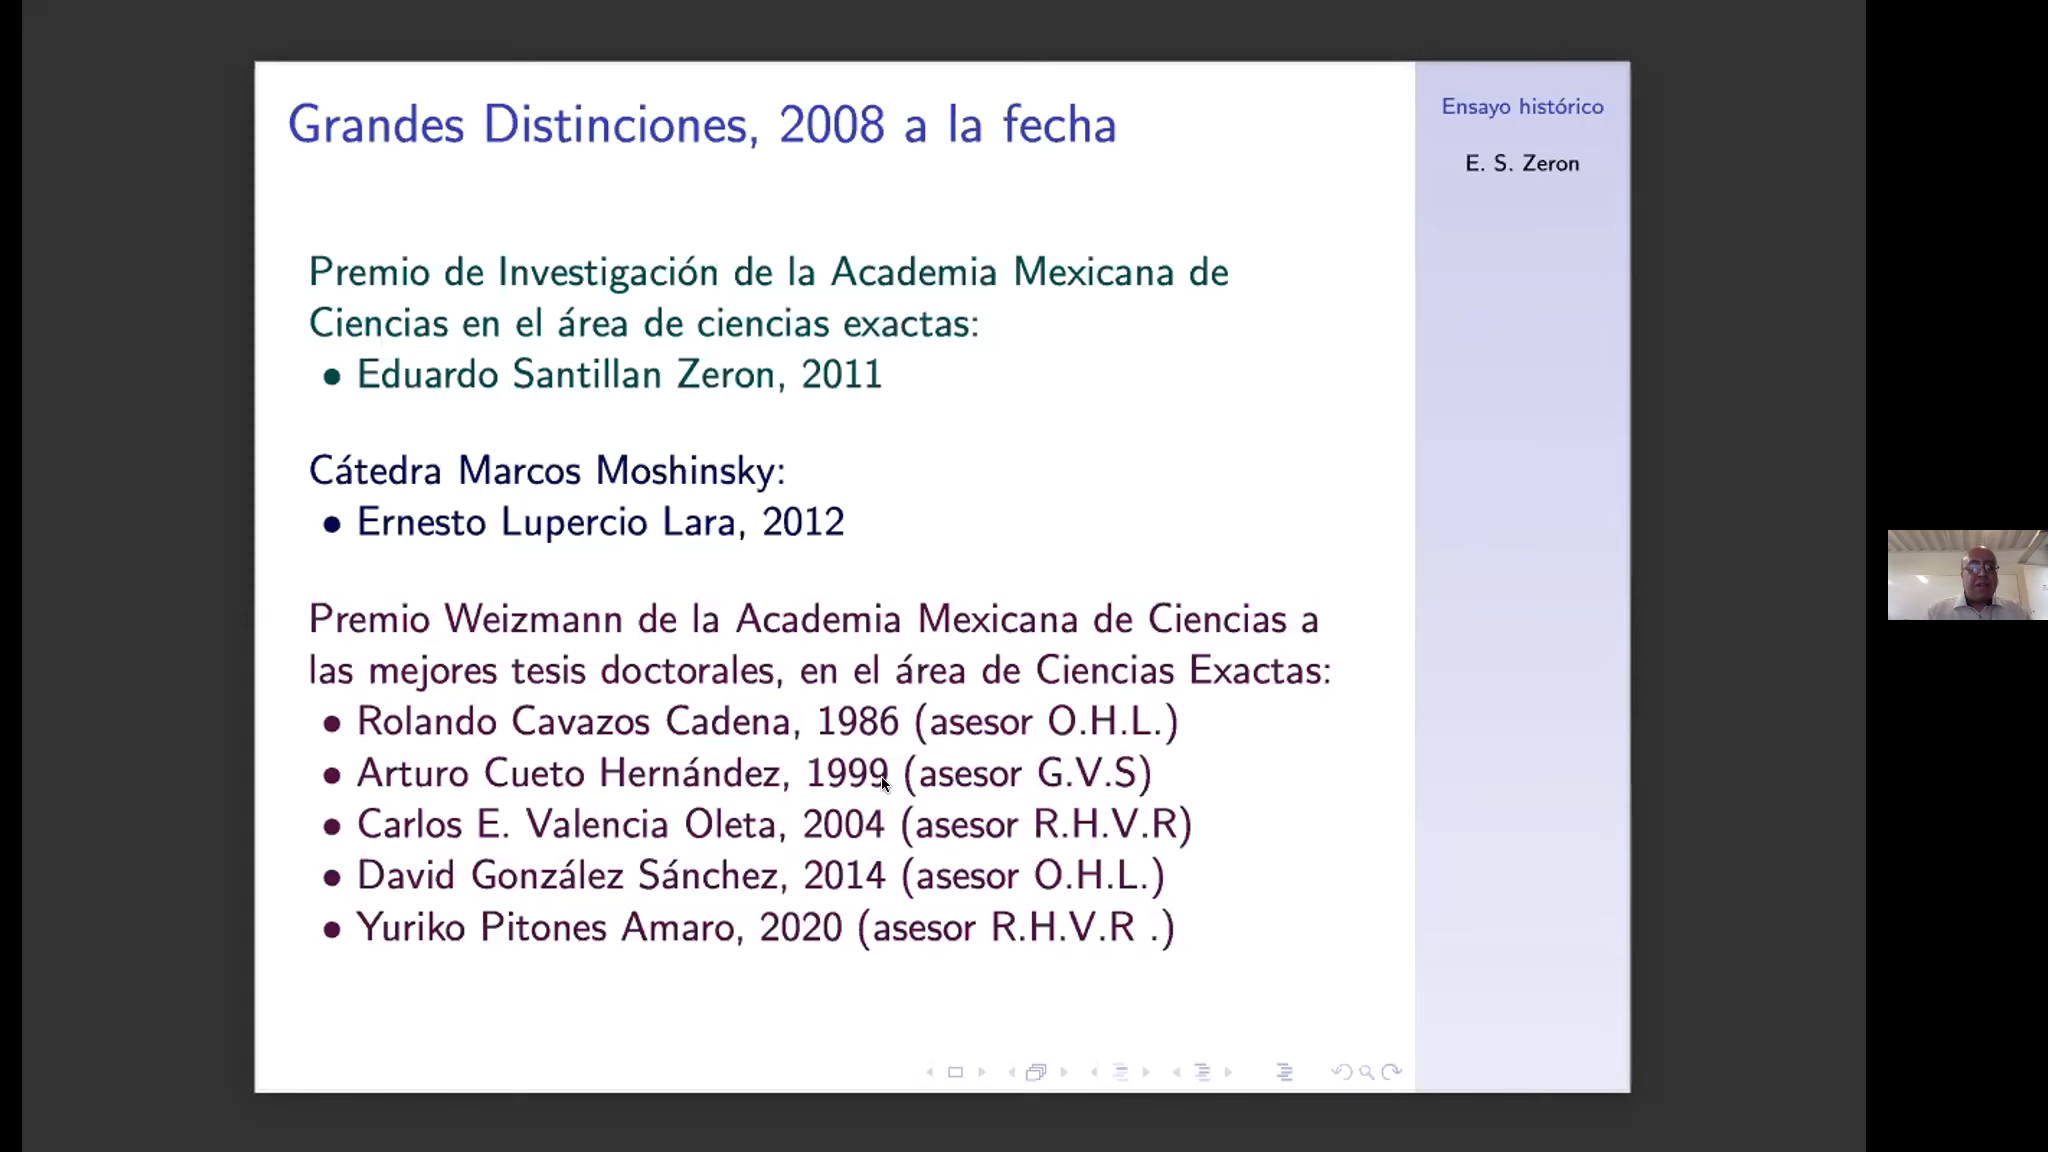 Grandes Distinciones, 2008 a la fecha
Premio de Investigación de la Academia Mexicana de
Ciencias en el área de ciencias exactas:
• Eduardo Santillan Zeron, 2011
Cátedra Marcos Moshinsky:
• Ernesto Lupercio Lara, 2012
Premio Weizmann de la Academia Mexicana de Ciencias a
las mejores tesis doctorales, en el área de Ciencias Exactas:
• Rolando Cavazos Cadena, 1986 (asesor O.H.L.)
• Arturo Cueto Hernández, 1999 (asesor G.V.S)
• Carlos E. Valencia Oleta, 2004 (asesor R.H.V.R)
• David González Sánchez, 2014 (asesor O.H.L.)
• Yuriko Pitones Amaro, 2020 (asesor R.H.V.R .)
Ensayo histórico
E. S. Zeron